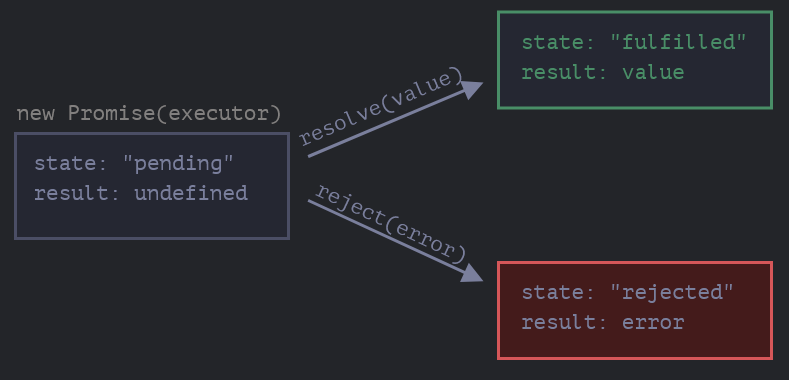 new Promise(executor)
state: "pending"
result: undefined
resolve(value)
reject(error)
state: "fulfilled"
result: value
state: "rejected"
result: error